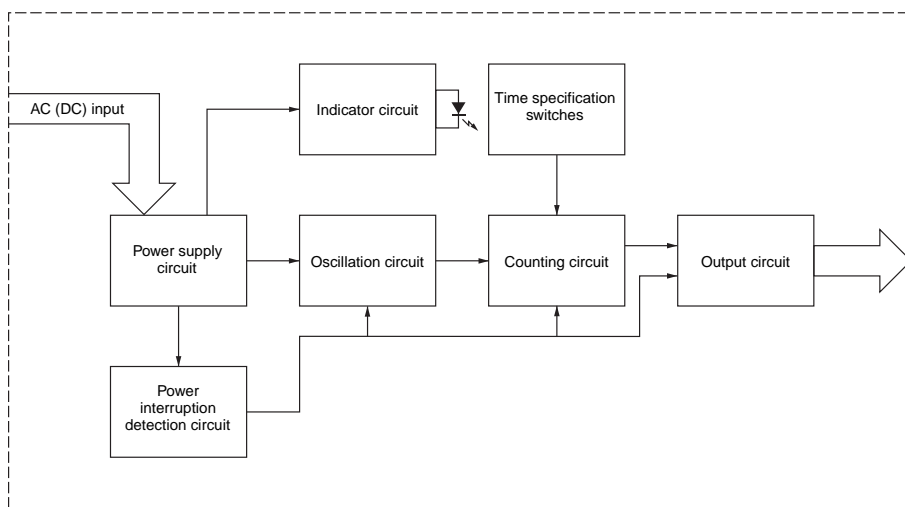 AC (DC) input
Indicator circuit
Time specification
switches
Power supply
circuit
Oscillation circuit
Counting circuit
Output circuit
Power
interruption
detection circuit